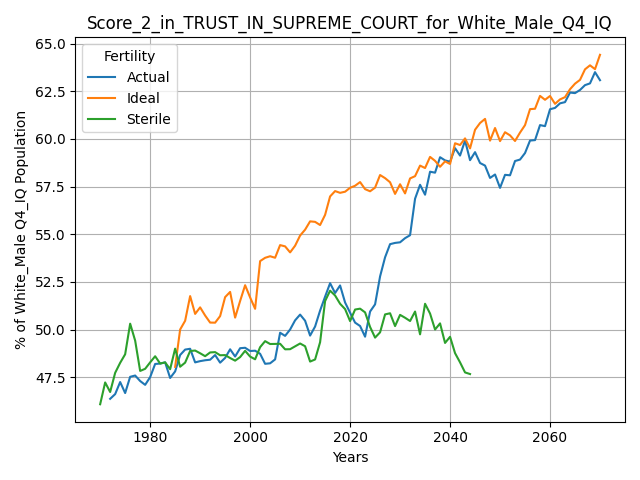 Score_2_in_TRUST_IN_SUPREME_COURT_for_White_Male_Q4_IQ
65.0
62.5
60.0
57.5
55.0
52.5
50.0
47.5
% of White_Male Q4_IQ Population
Fertility
Actual
Ideal
Sterile
1980
2000
2020
2040
2060
Years